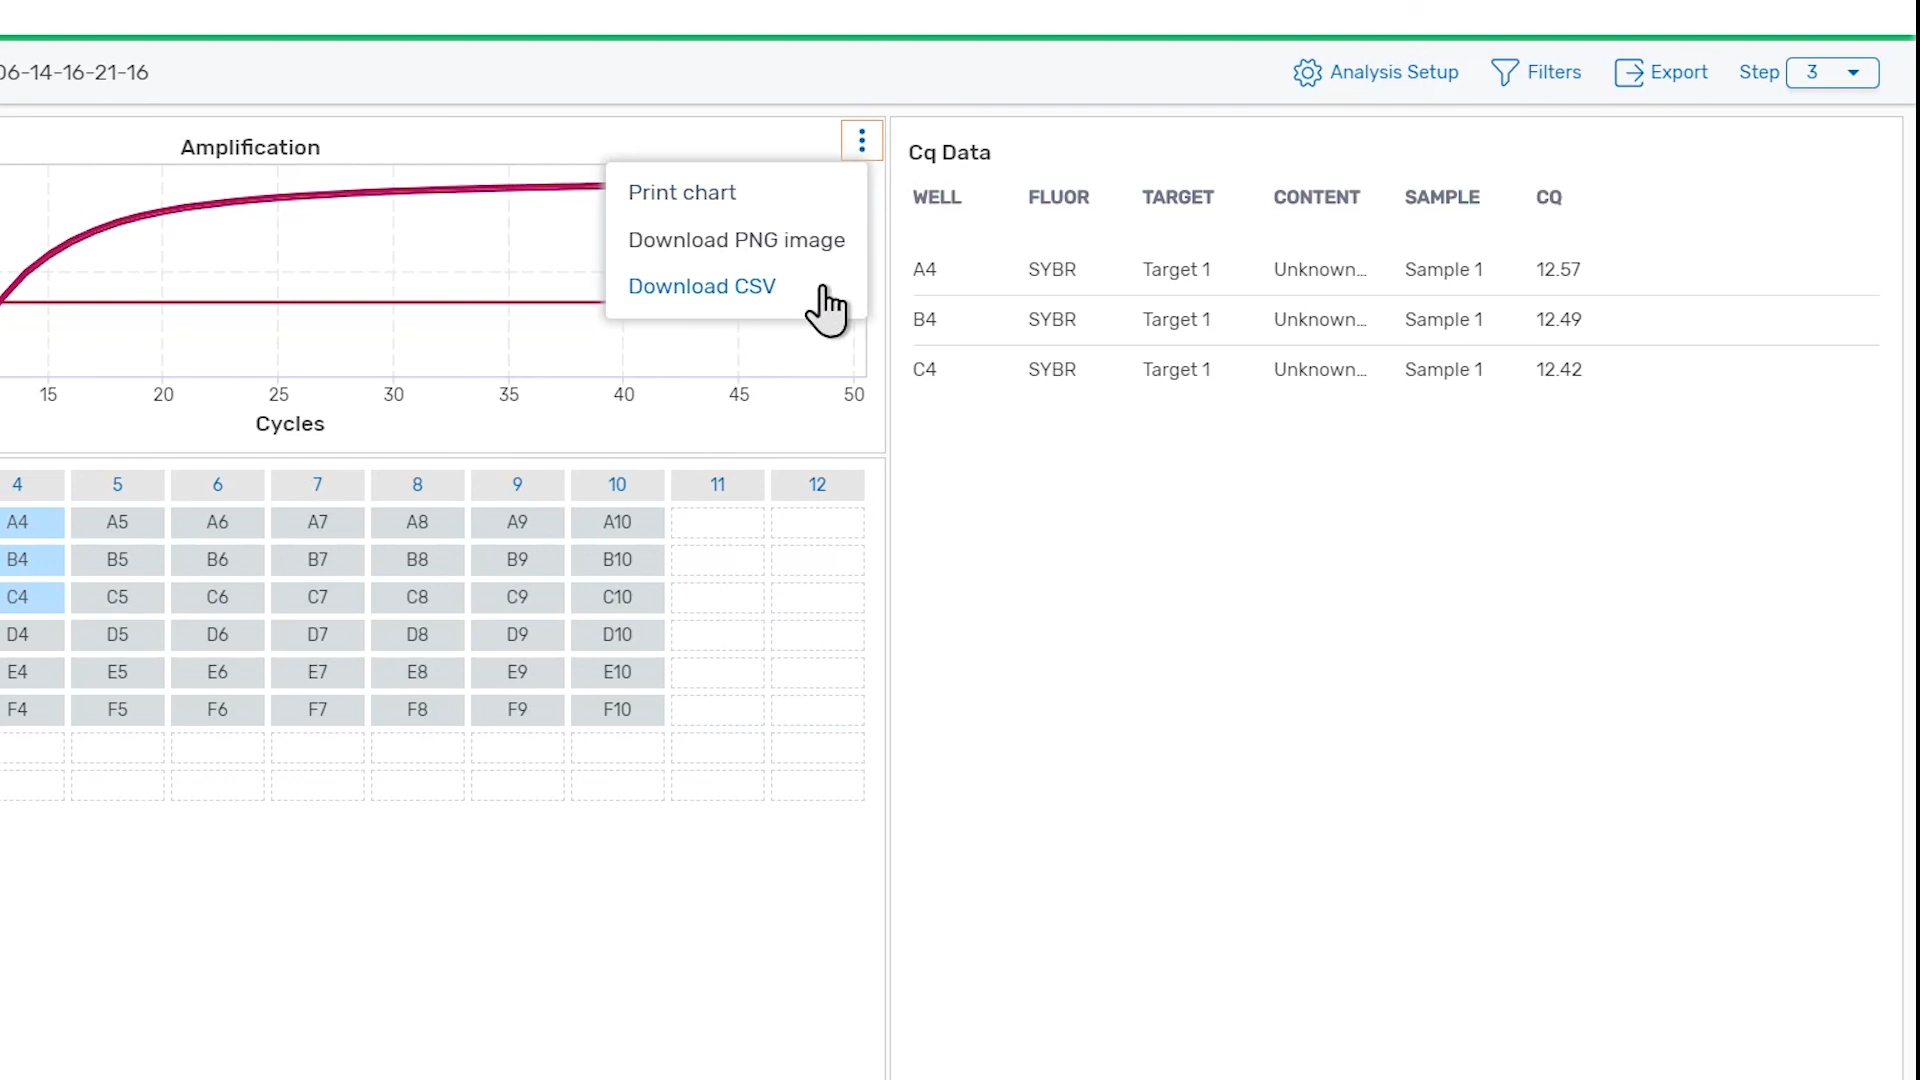 06-14-16-21-16
Analysis Setup
Filters
Export
Step 3
Amplification
Print chart
Download PNG image
Download CSV
15 20 25 30 35 40 45 50
Cycles
4 5 6 7 8 9 10 11 12
A4 A5 A6 A7 A8 A9 A10
B4 B5 B6 B7 B8 B9 B10
C4 C5 C6 C7 C8 C9 C10
D4 D5 D6 D7 D8 D9 D10
E4 E5 E6 E7 E8 E9 E10
F4 F5 F6 F7 F8 F9 F10
Cq Data
WELL FLUOR TARGET CONTENT SAMPLE CQ
A4 SYBR Target 1 Unknown... Sample 1 12.57
B4 SYBR Target 1 Unknown... Sample 1 12.49
C4 SYBR Target 1 Unknown... Sample 1 12.42